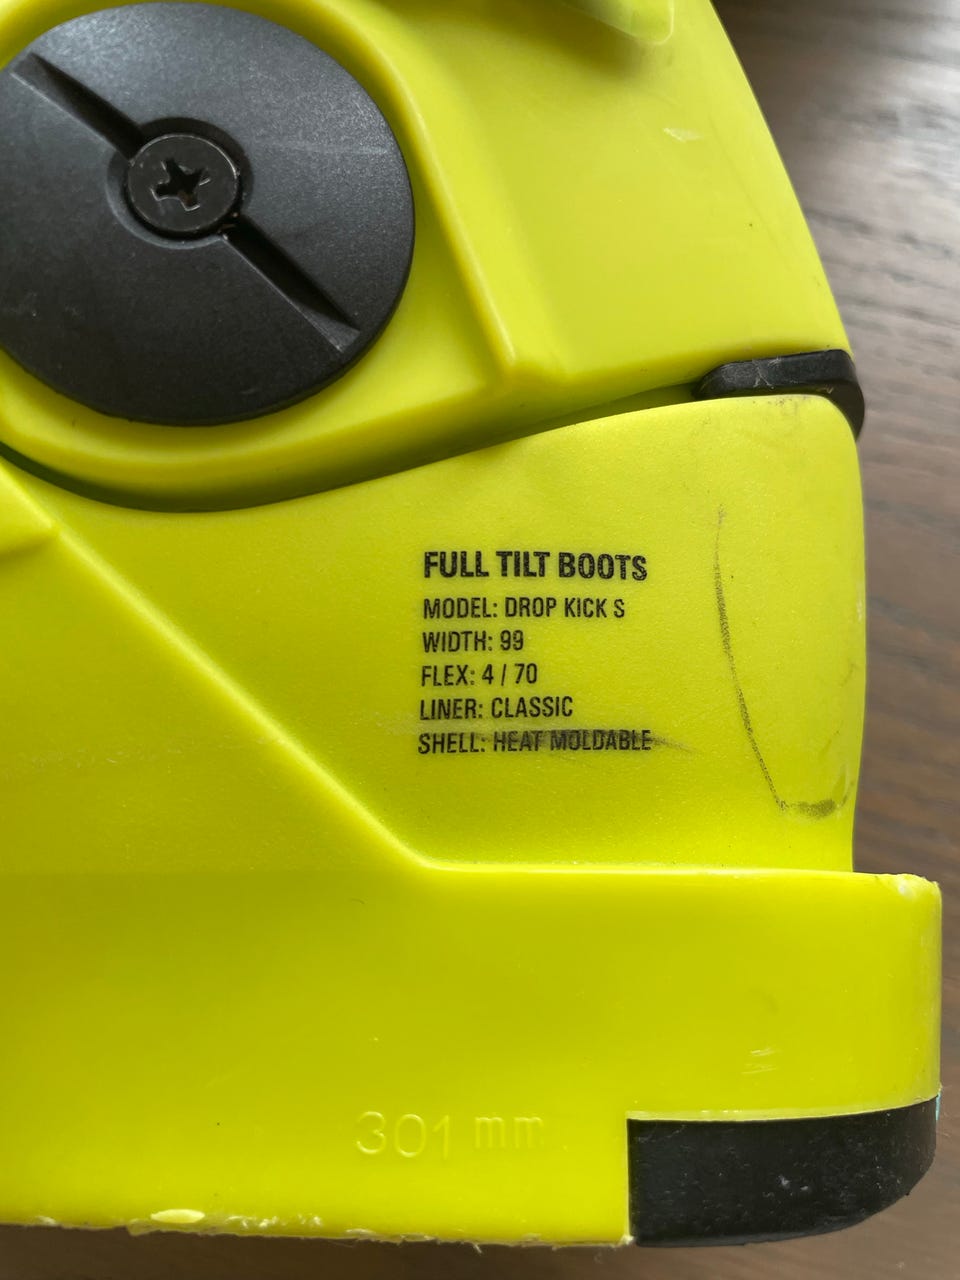 FULL TILT BOOTS
MODEL: DROP KICK S
WIDTH: 99
FLEX: 4 / 70
LINER: CLASSIC
SHELL: HEAT MOLDABLE
301 mm